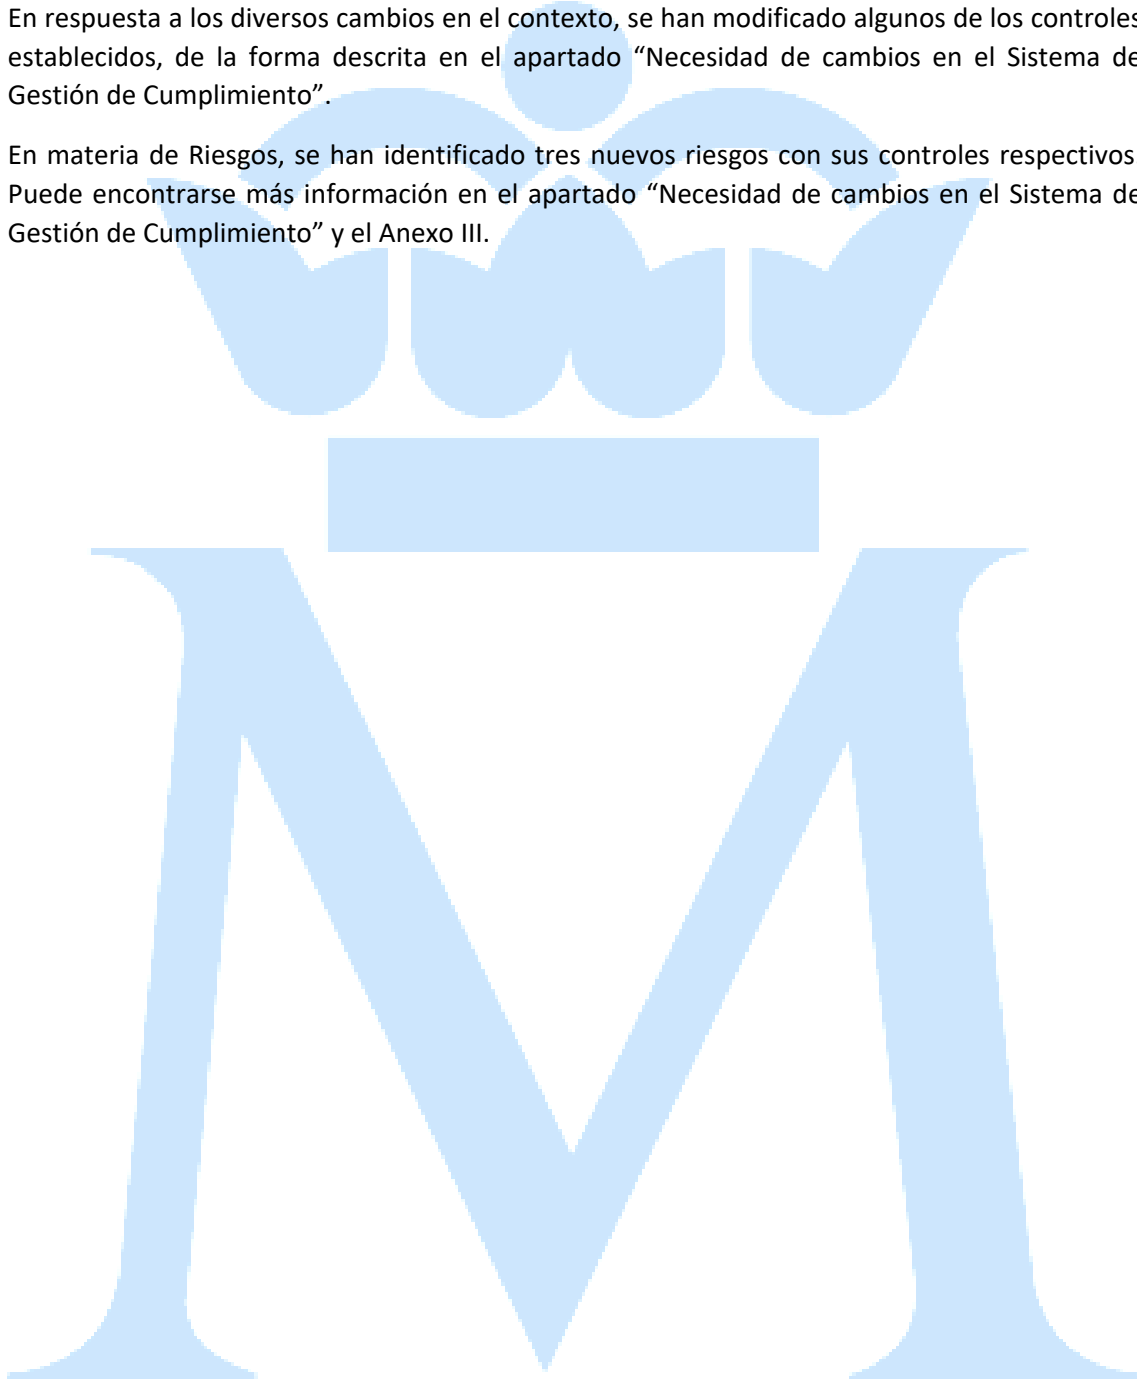 En respuesta a los diversos cambios en el contexto, se han modificado algunos de los controles
establecidos, de la forma descrita en el apartado “Necesidad de cambios en el Sistema de
Gestión de Cumplimiento”.
En materia de Riesgos, se han identificado tres nuevos riesgos con sus controles respectivos.
Puede encontrarse más información en el apartado “Necesidad de cambios en el Sistema de
Gestión de Cumplimiento” y el Anexo III.
M